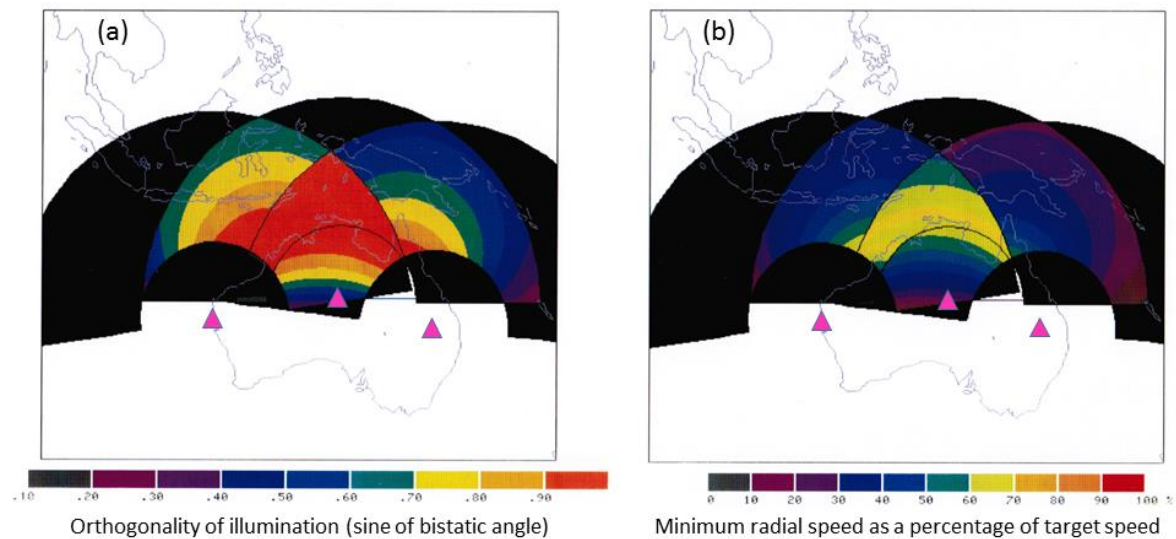 (a)
(b)
.10 .20 .30 .40 .50 .60 .70 .80 .90
0 10 20 30 40 50 60 70 80 90 100 %
Orthogonality of illumination (sine of bistatic angle)
Minimum radial speed as a percentage of target speed